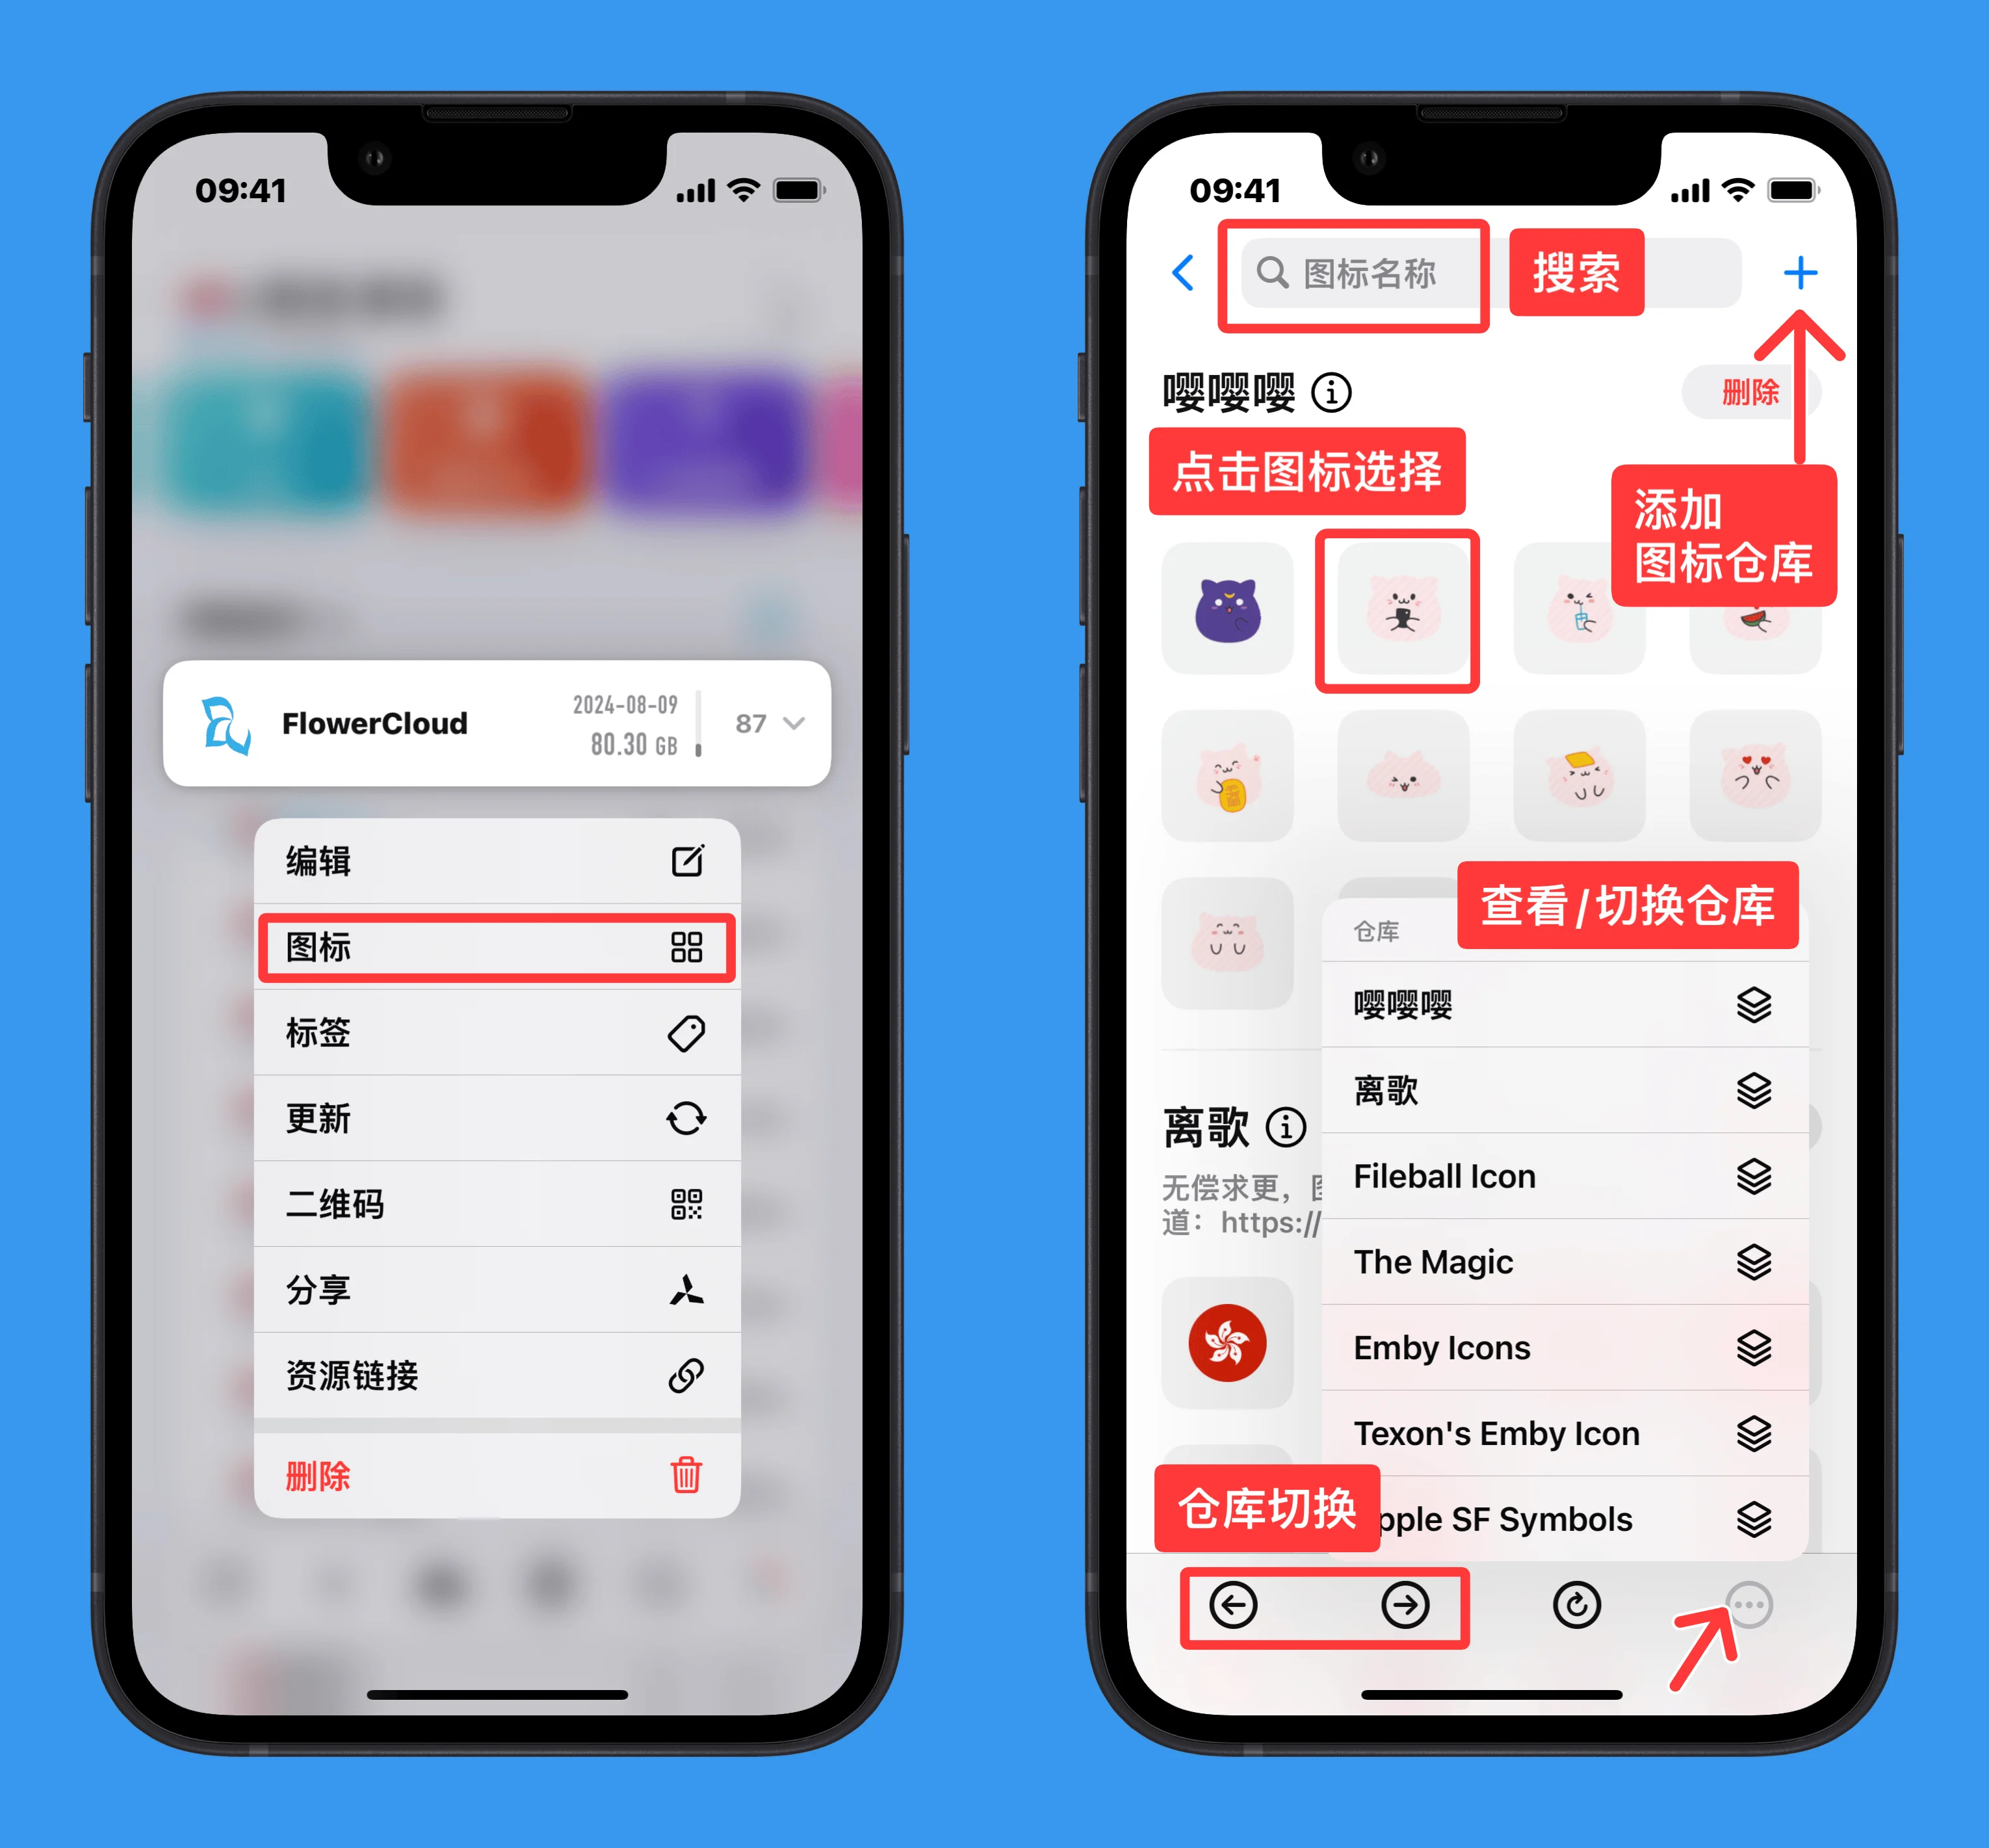 09:41
FlowerCloud
2024-08-09
80.30 GB
87
编辑
图标
标签
更新
二维码
分享
资源链接
删除
09:41
图标名称
搜索
嘤嘤嘤
删除
点击图标选择
添加
图标仓库
查看/切换仓库
仓库
嘤嘤嘤
离歌
Fileball Icon
The Magic
Emby Icons
Texon's Emby Icon
pple SF Symbols
离歌
无偿求更，
道：https://
仓库切换